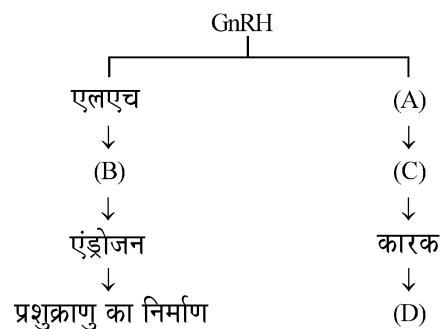 GnRH
एलएच (A)
↓ ↓
(B) (C)
↓ ↓
एंड्रोजन कारक
↓ ↓
प्रशुक्राणु का निर्माण (D)